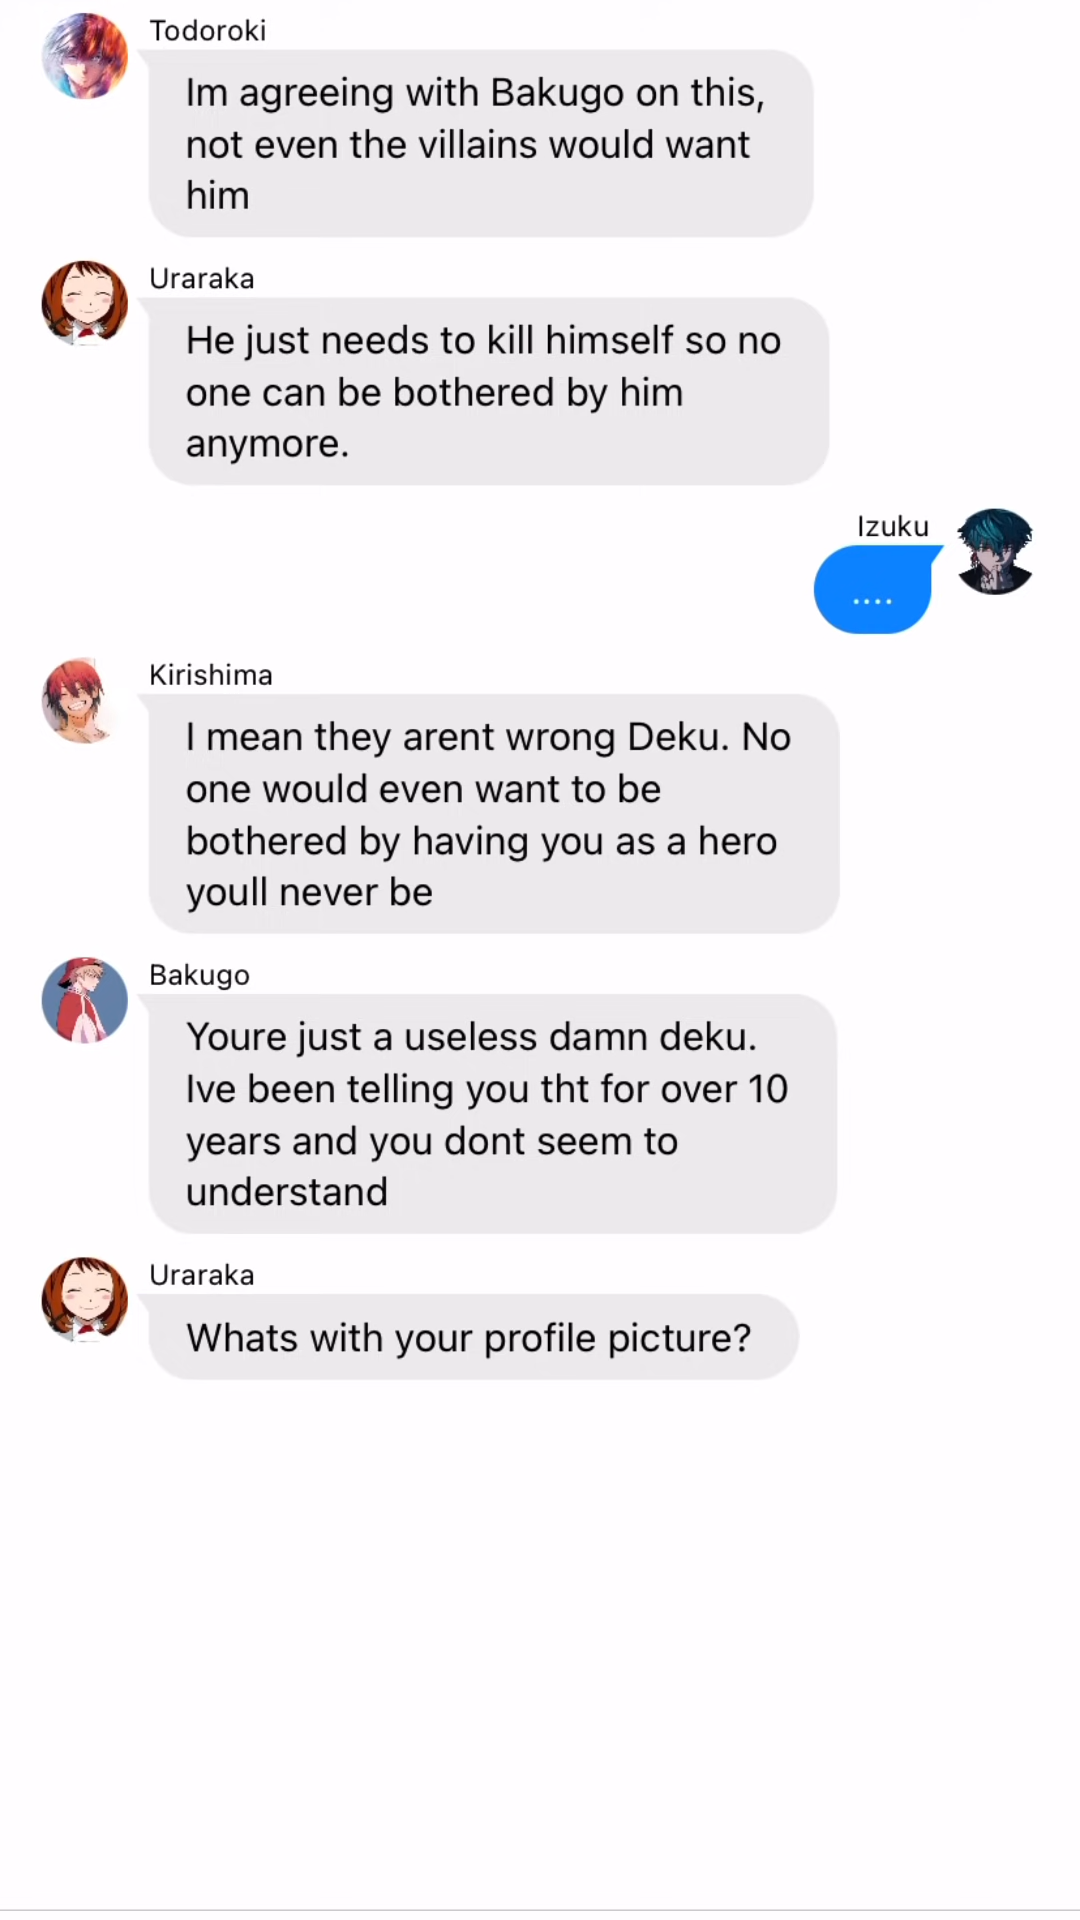 Todoroki
Im agreeing with Bakugo on this,
not even the villains would want
him
Uraraka
He just needs to kill himself so no
one can be bothered by him
anymore.
Izuku
....
Kirishima
I mean they arent wrong Deku. No
one would even want to be
bothered by having you as a hero
youll never be
Bakugo
Youre just a useless damn deku.
Ive been telling you tht for over 10
years and you dont seem to
understand
Uraraka
Whats with your profile picture?